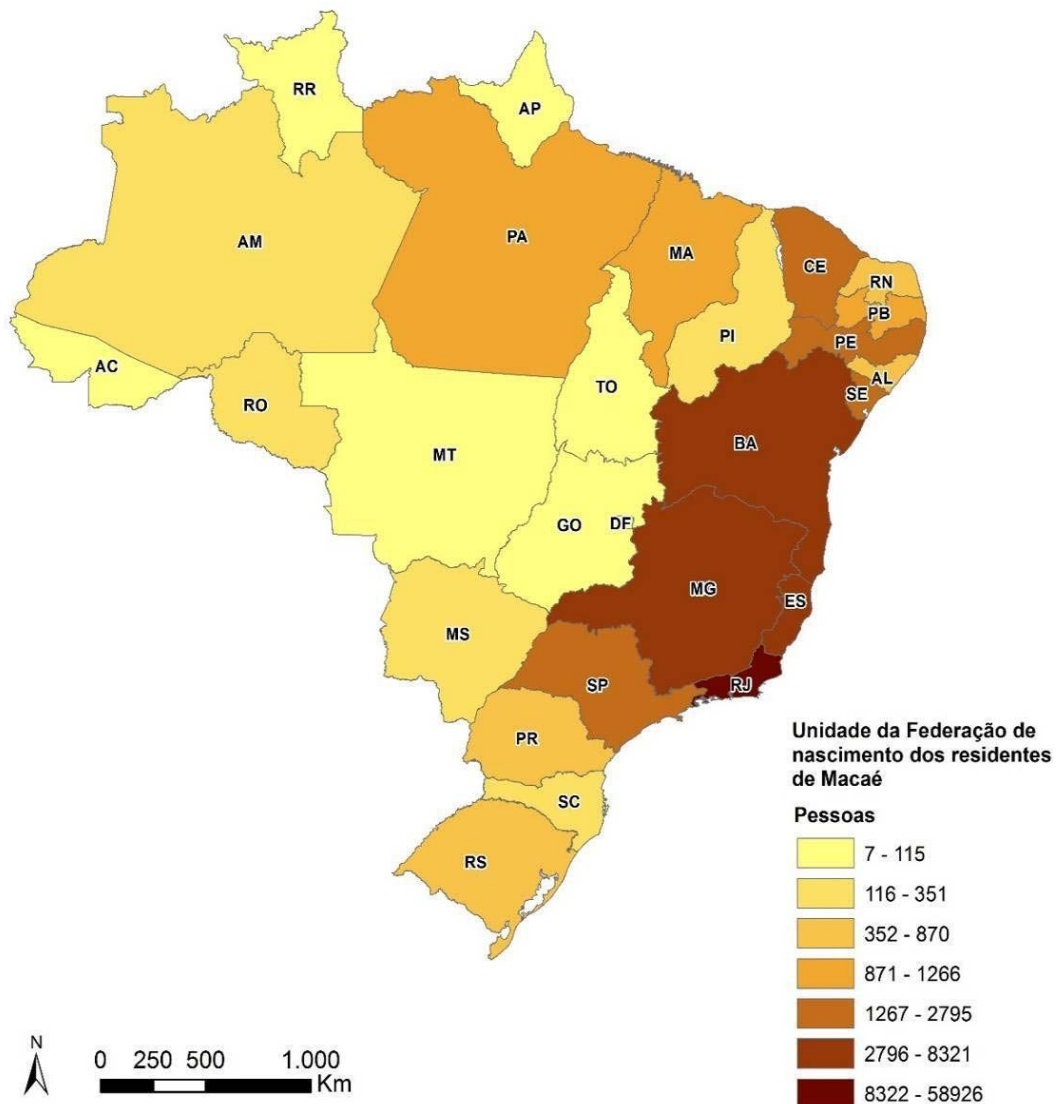 RR
AP
AM
PA
MA
CE
RN
PB
PI
PE
AC
TO
AL
SE
RO
BA
MT
GO
DF
MG
ES
MS
SP
RJ
PR
SC
RS
Unidade da Federação de
nascimento dos residentes
de Macaé
Pessoas
7 - 115
116 - 351
352 - 870
871 - 1266
1267 - 2795
2796 - 8321
8322 - 58926
N
0 250 500 1.000
Km